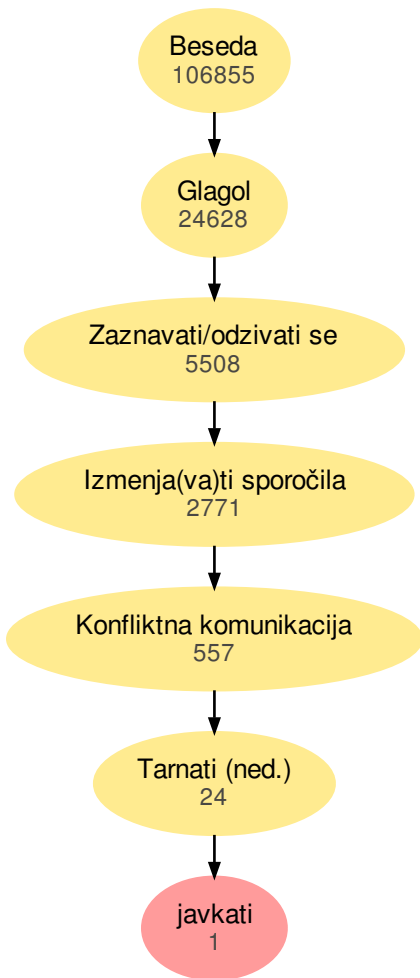 Beseda
106855
Glagol
24628
Zaznavati/odzivati se
5508
Izmenja(va)ti sporočila
2771
Konfliktna komunikacija
557
Tarnati (ned.)
24
javkati
1